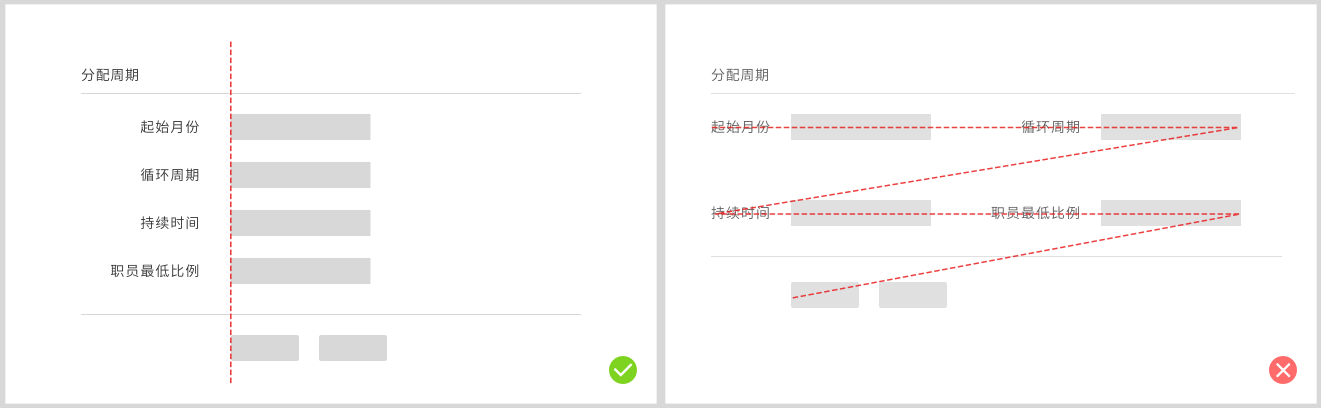 分配周期
起始月份
循环周期
持续时间
职员最低比例
分配周期
起始月份 循环周期
持续时间 职员最低比例